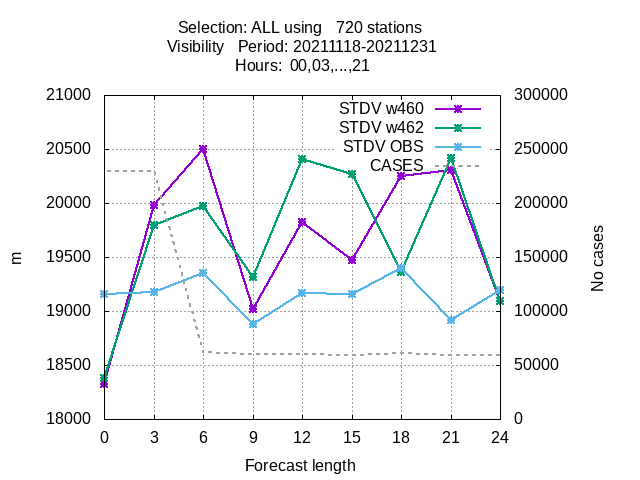 Selection: ALL using   720 stations
Visibility   Period: 20211118-20211231
Hours:  00,03,...,21
21000
20500
20000
19500
19000
18500
18000
m
300000
250000
200000
150000
100000
50000
0
No cases
STDV w460
STDV w462
STDV OBS
CASES
0 3 6 9 12 15 18 21 24
Forecast length